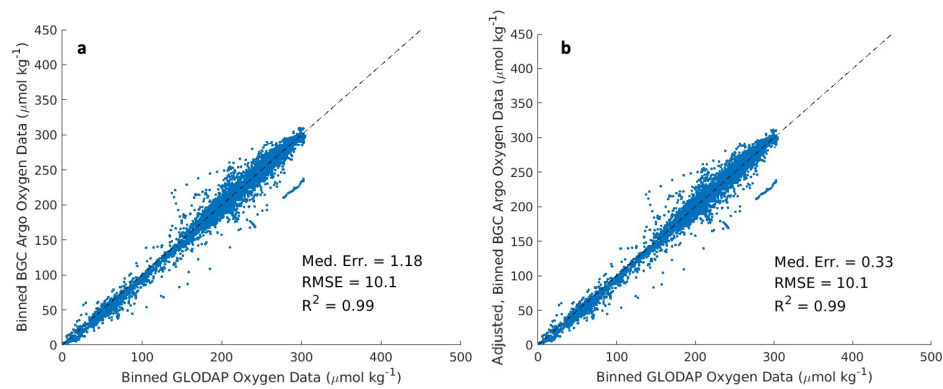 a
Binned BGC Argo Oxygen Data (μmol kg⁻¹)
450
400
350
300
250
200
150
100
50
0
Med. Err. = 1.18
RMSE = 10.1
R² = 0.99
0 100 200 300 400 500
Binned GLODAP Oxygen Data (μmol kg⁻¹)
b
Adjusted, Binned BGC Argo Oxygen Data (μmol kg⁻¹)
450
400
350
300
250
200
150
100
50
0
Med. Err. = 0.33
RMSE = 10.1
R² = 0.99
0 100 200 300 400 500
Binned GLODAP Oxygen Data (μmol kg⁻¹)